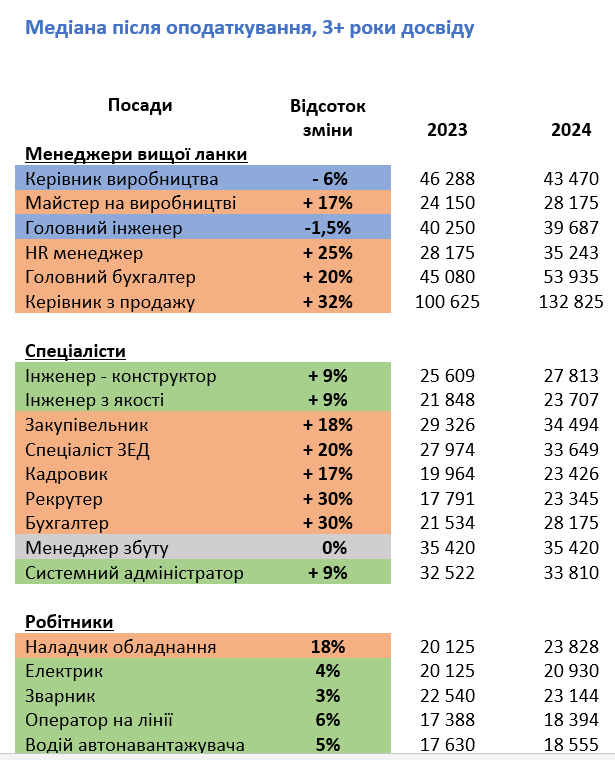 Медіана після оподаткування, 3+ роки досвіду
Посади Відсоток зміни 2023 2024
Менеджери вищої ланки
Керівник виробництва - 6% 46 288 43 470
Майстер на виробництві + 17% 24 150 28 175
Головний інженер -1,5% 40 250 39 687
HR менеджер + 25% 28 175 35 243
Головний бухгалтер + 20% 45 080 53 935
Керівник з продажу + 32% 100 625 132 825
Спеціалісти
Інженер - конструктор + 9% 25 609 27 813
Інженер з якості + 9% 21 848 23 707
Закупівельник + 18% 29 326 34 494
Спеціаліст ЗЕД + 20% 27 974 33 649
Кадровик + 17% 19 964 23 426
Рекрутер + 30% 17 791 23 345
Бухгалтер + 30% 21 534 28 175
Менеджер збуту 0% 35 420 35 420
Системний адміністратор + 9% 32 522 33 810
Робітники
Наладчик обладнання 18% 20 125 23 828
Електрик 4% 20 125 20 930
Зварник 3% 22 540 23 144
Оператор на лінії 6% 17 388 18 394
Водій автонавантажувача 5% 17 630 18 555